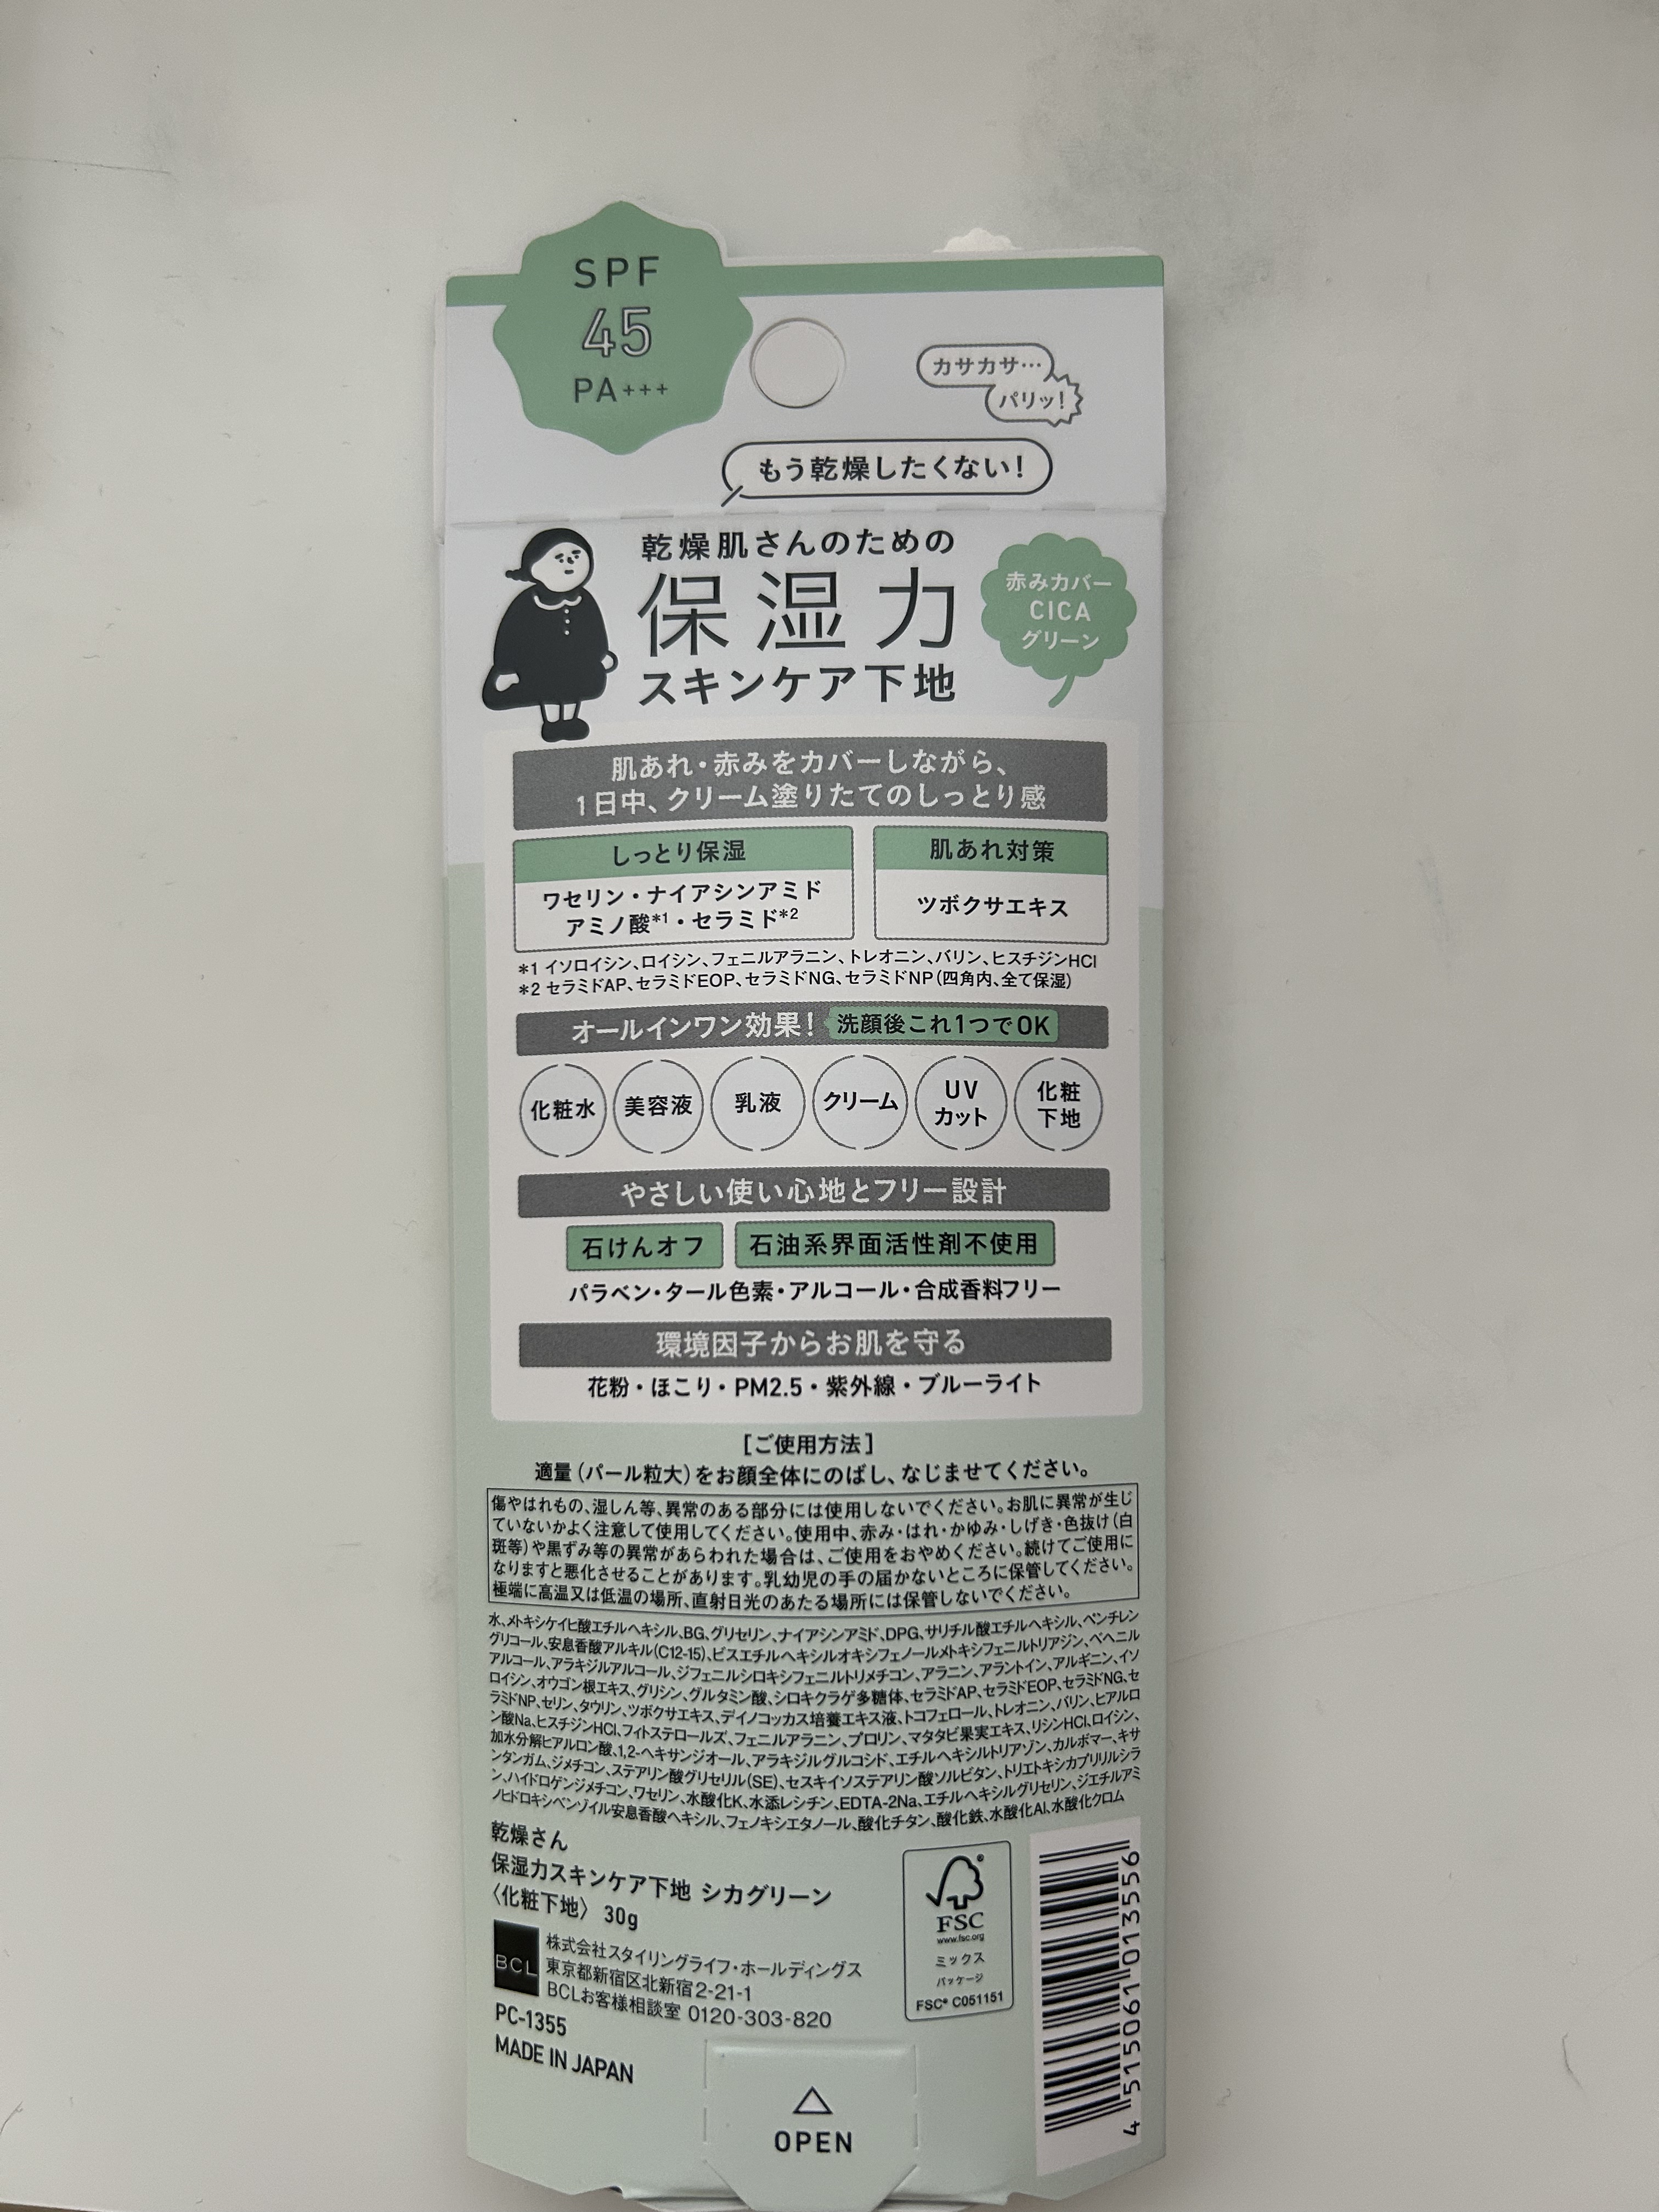 SPF
45
PA+++
カサカサ…
パリッ!
もう乾燥したくない!
乾燥肌さんのための
保湿力
スキンケア下地
赤みカバー
CICA
グリーン
肌あれ・赤みをカバーしながら、
1日中、クリーム塗りたてのしっとり感
しっとり保湿
ワセリン・ナイアシンアミド
アミノ酸*1・セラミド*2
肌あれ対策
ツボクサエキス
*1 イソロイシン、ロイシン、フェニルアラニン、トレオニン、バリン、ヒスチジンHCl
*2 セラミドAP、セラミドEOP、セラミドNG、セラミドNP(四角内、全て保湿)
オールインワン効果! 洗顔後これ1つでOK
化粧水
美容液
乳液
クリーム
UV
カット
化粧
下地
やさしい使い心地とフリー設計
石けんオフ
石油系界面活性剤不使用
パラベン・タール色素・アルコール・合成香料フリー
環境因子からお肌を守る
花粉・ほこり・PM2.5・紫外線・ブルーライト
[ご使用方法]
適量(パール粒大)をお顔全体にのばし、なじませてください。
傷やはれもの、湿しん等、異常のある部分には使用しないでください。お肌に異常が生じ
ていないかよく注意して使用してください。使用中、赤み・はれ・かゆみ・しげき・色抜け(白
斑等)や黒ずみ等の異常があらわれた場合は、ご使用をおやめください。続けてご使用に
なりますと悪化させることがあります。乳幼児の手の届かないところに保管してください。
極端に高温又は低温の場所、直射日光のあたる場所には保管しないでください。
水、メトキシケイヒ酸エチルヘキシル、BG、グリセリン、ナイアシンアミド、DPG、サリチル酸エチルヘキシル、ペンチレン
グリコール、安息香酸アルキル(C12-15)、ビスエチルヘキシルオキシフェノールメトキシフェニルトリアジン、ベヘニル
アルコール、アラキジルアルコール、ジフェニルシロキシフェニルトリメチコン、アラニン、アラントイン、アルギニン、イソ
ロイシン、オウゴン根エキス、グリシン、グルタミン酸、シロキクラゲ多糖体、セラミドAP、セラミドEOP、セラミドNG、セ
ラミドNP、セリン、タウリン、ツボクサエキス、デイノコッカス培養エキス液、トコフェロール、トレオニン、バリン、ヒアルロ
ン酸Na、ヒスチジンHCl、フィトステロールズ、フェニルアラニン、プロリン、マタタビ果実エキス、リシンHCl、ロイシン、
加水分解ヒアルロン酸、1,2-ヘキサンジオール、アラキジルグルコシド、エチルヘキシルトリアゾン、カルボマー、キサ
ンタンガム、ジメチコン、ステアリン酸グリセリル(SE)、セスキイソステアリン酸ソルビタン、トリエトキシカプリリルシラ
ン、ハイドロゲンジメチコン、ワセリン、水酸化K、水添レシチン、EDTA-2Na、エチルヘキシルグリセリン、ジエチルアミ
ノヒドロキシベンゾイル安息香酸ヘキシル、フェノキシエタノール、酸化チタン、酸化鉄、水酸化Al、水酸化クロム
乾燥さん
保湿力スキンケア下地 シカグリーン
〈化粧下地〉 30g
BCL
株式会社スタイリングライフ・ホールディングス
東京都新宿区北新宿2-21-1
BCLお客様相談室 0120-303-820
PC-1355
MADE IN JAPAN
FSC
www.fsc.org
ミックス
パッケージ
FSC® C051151
4 515061 013556
OPEN